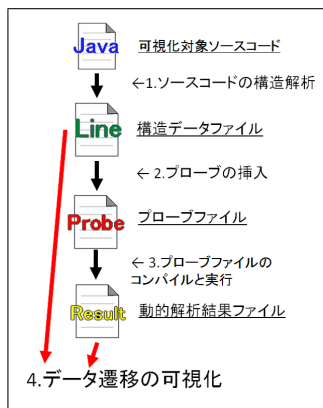 Java 可視化対象ソースコード
←1.ソースコードの構造解析
Line 構造データファイル
← 2.プローブの挿入
Probe プローブファイル
← 3.プローブファイルの
コンパイルと実行
Result 動的解析結果ファイル
4.データ遷移の可視化